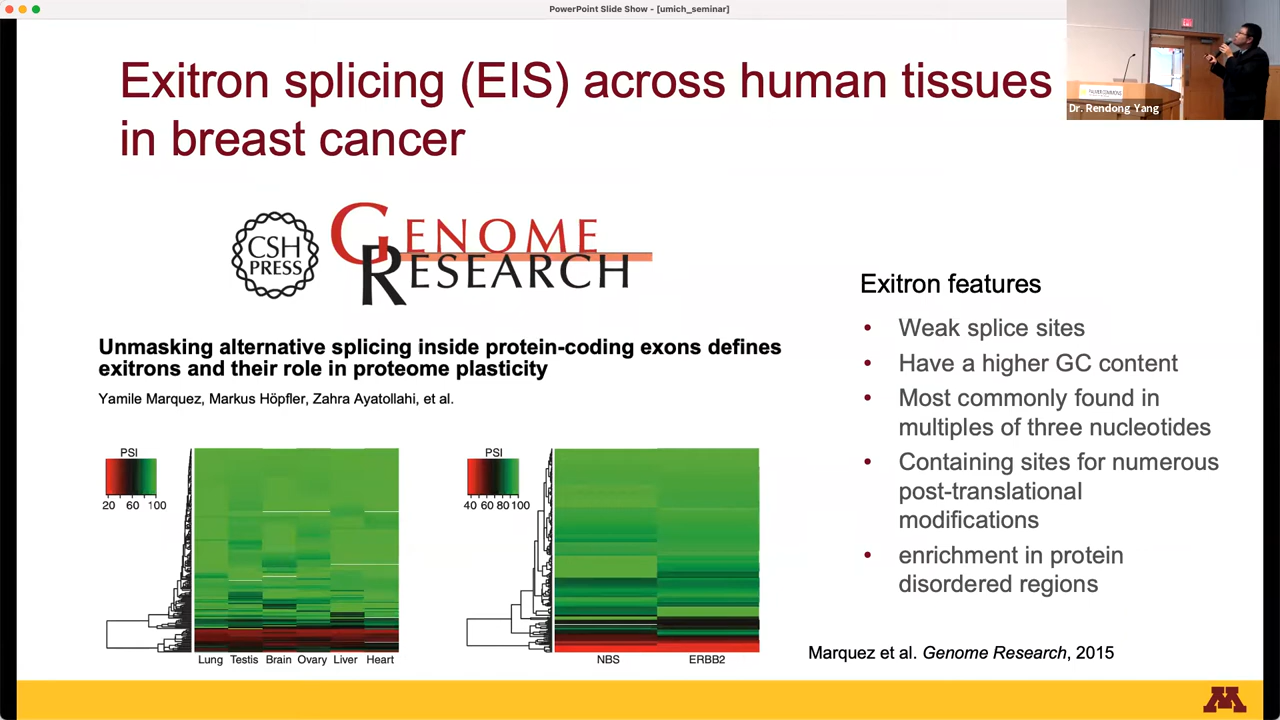 PowerPoint Slide Show - [umich_seminar]
Exitron splicing (EIS) across human tissues
in breast cancer
PALMER COMMONS
Dr. Rendong Yang
CSH
PRESS
GENOME
RESEARCH
Unmasking alternative splicing inside protein-coding exons defines
exitrons and their role in proteome plasticity
Yamile Marquez, Markus Höpfler, Zahra Ayatollahi, et al.
PSI
20 60 100
Lung Testis Brain Ovary Liver Heart
PSI
40 60 80 100
NBS ERBB2
Exitron features
• Weak splice sites
• Have a higher GC content
• Most commonly found in
multiples of three nucleotides
• Containing sites for numerous
post-translational
modifications
• enrichment in protein
disordered regions
Marquez et al. Genome Research, 2015
M